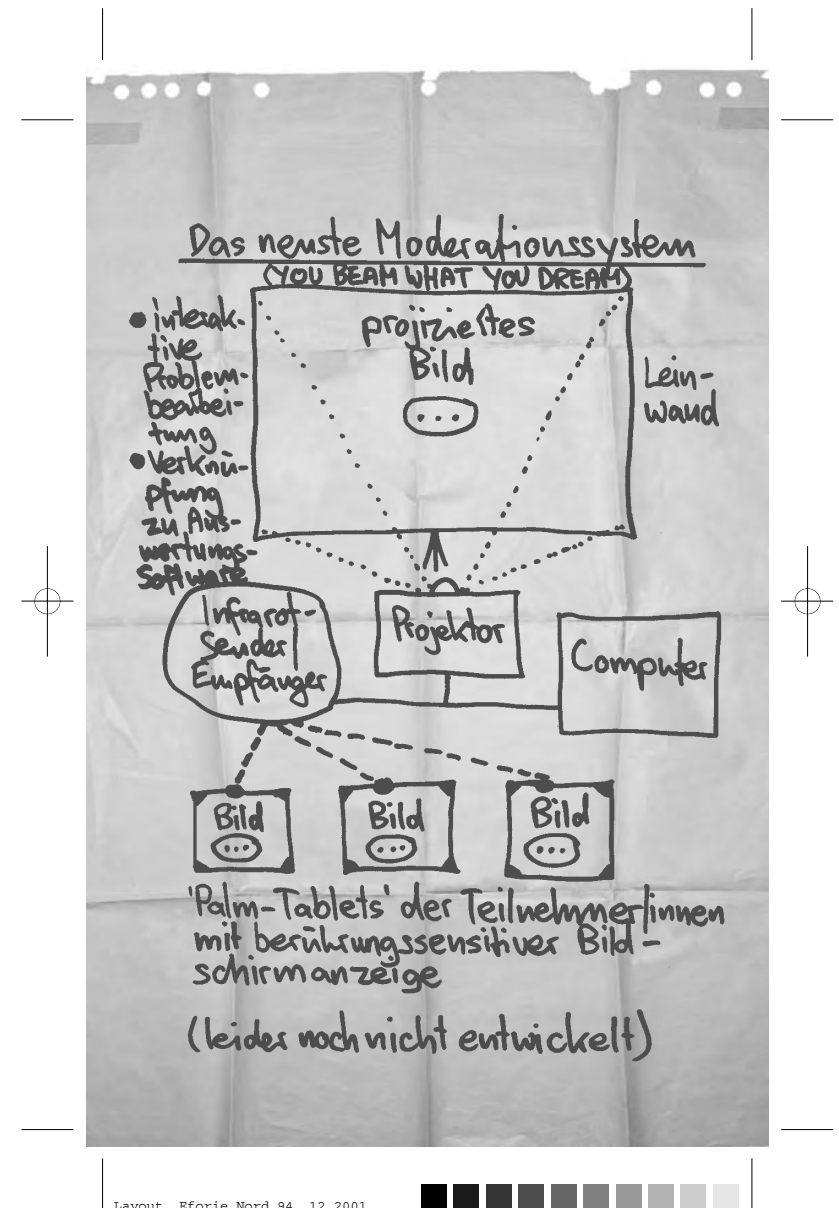 Das neuste Moderationssystem
(YOU BEAM WHAT YOU DREAM)
• interak-
tive
Problem-
bearbei-
tung
• Verknü-
pfung
zu Aus-
wertungs-
Software
projiziertes
Bild
...
Lein-
wand
Infrarot-
Sender/
Empfänger
Projektor
Computer
Bild
...
Bild
...
Bild
...
'Palm-Tablets' der Teilnehmer/innen
mit berührungssensitiver Bild-
schirmanzeige
(leider noch nicht entwickelt)
Layout Eforie Nord 94 12 2001